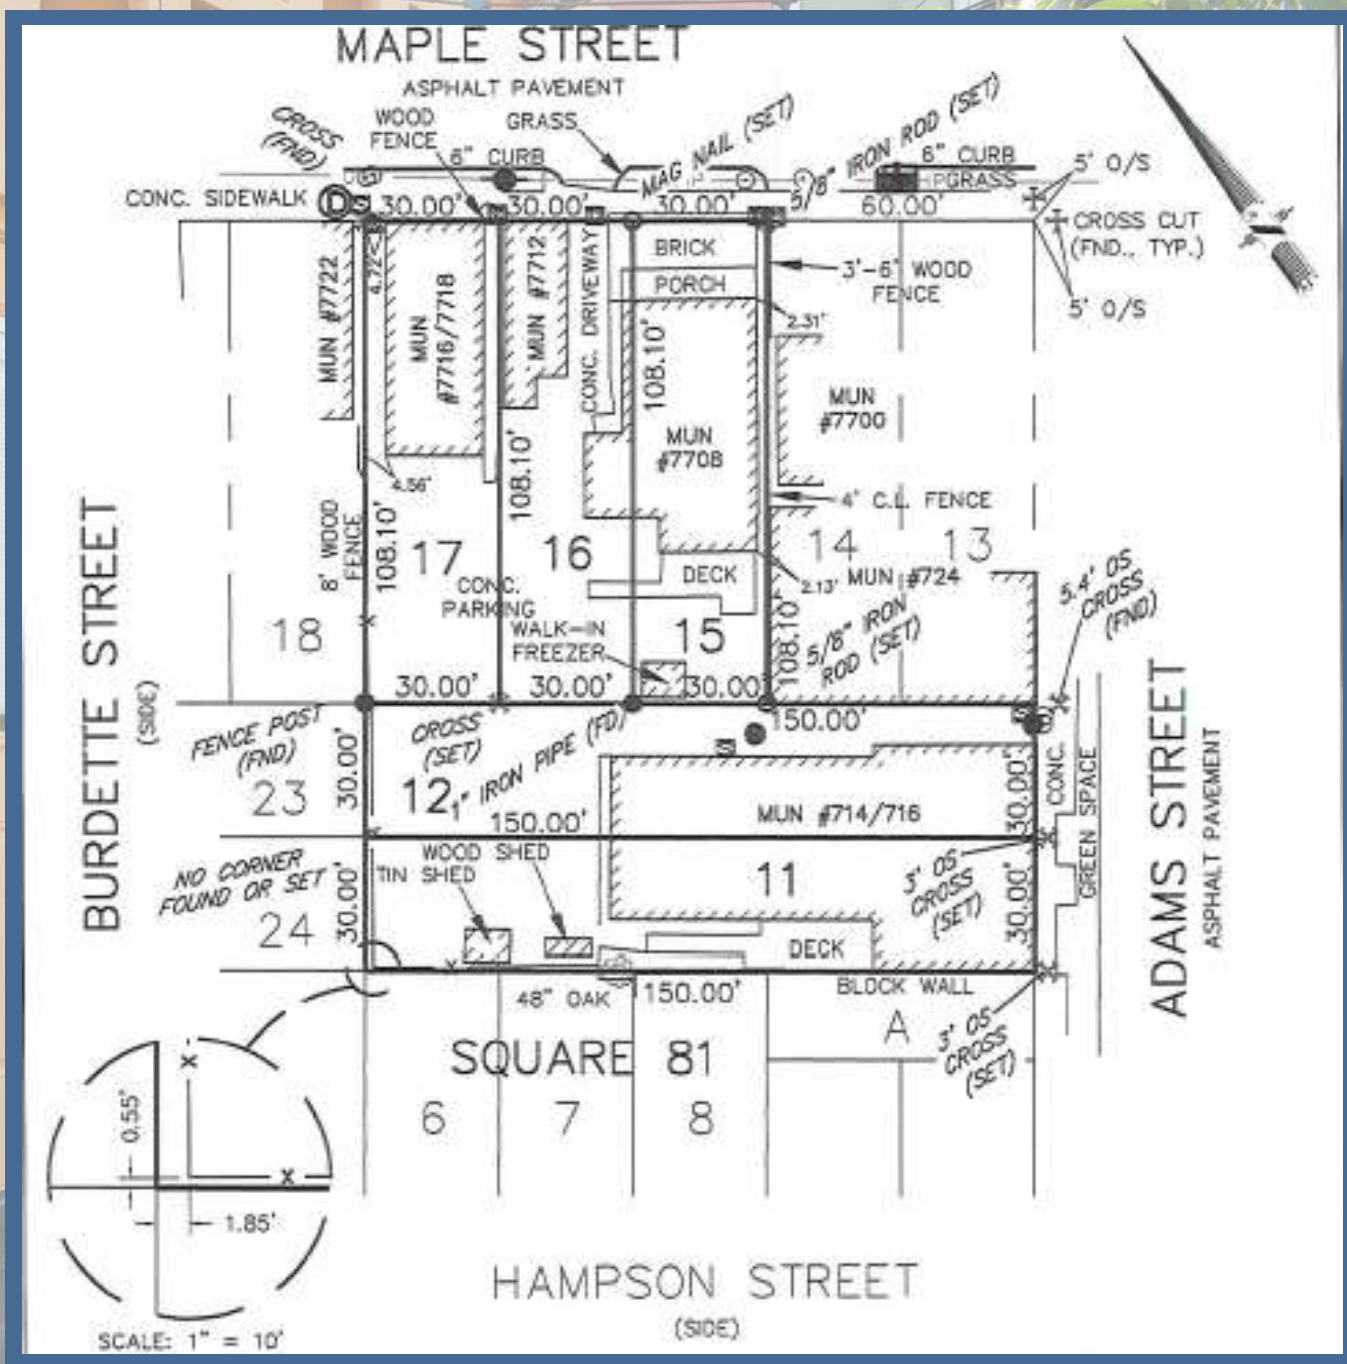 MAPLE STREET
ASPHALT PAVEMENT
CROSS
(FND)
WOOD
FENCE
GRASS
6" CURB
MAG NAIL (SET)
5/8" IRON ROD (SET)
6" CURB
GRASS
5' O/S
CONC. SIDEWALK
30.00'
30.00'
30.00'
60.00'
CROSS CUT
(FND., TYP.)
5' O/S
MUN #7722
4.72'
MUN
#7716/7718
MUN #7712
CONC. DRIVEWAY
BRICK
PORCH
3'-6" WOOD
FENCE
2.31'
108.10'
MUN
#7708
MUN
#7700
4.56'
108.10'
4' C.L. FENCE
8' WOOD
FENCE
108.10'
17
16
14
13
CONC.
PARKING
DECK
2.13'
MUN #724
5.4' OS
CROSS
(FND)
18
WALK-IN
FREEZER
15
108.10
5/8" IRON
ROD (SET)
30.00'
30.00'
30.00'
150.00'
BURDETTE STREET
(SIDE)
FENCE POST
(FND)
CROSS
(SET)
1" IRON PIPE (FD)
23
30.00'
12
150.00'
MUN #714/716
30.00'
CONC.
GREEN SPACE
ADAMS STREET
ASPHALT PAVEMENT
NO CORNER
FOUND OR SET
24
30.00'
TIN SHED
WOOD SHED
11
3' OS
CROSS
(SET)
30.00'
DECK
48" OAK
150.00'
BLOCK WALL
A
3' OS
CROSS
(SET)
SQUARE 81
6
7
8
X
0.55'
X
1.85'
SCALE: 1" = 10'
HAMPSON STREET
(SIDE)